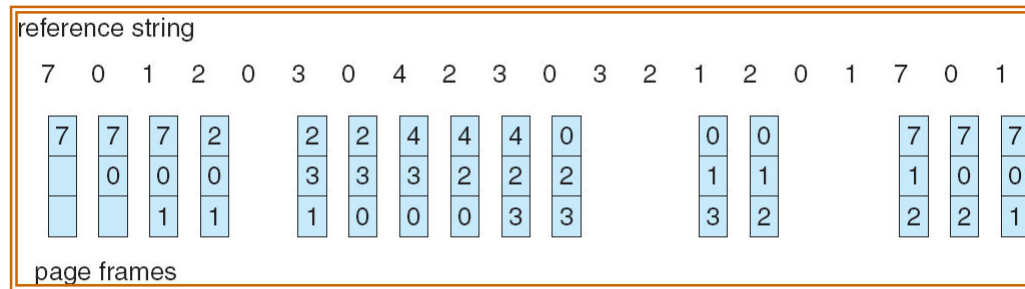 reference string
7 0 1 2 0 3 0 4 2 3 0 3 2 1 2 0 1 7 0 1
7 7 7 2 2 2 4 4 4 0 0 0 7 7 7
0 0 0 3 3 3 2 2 2 1 1 1 0 0
1 1 1 0 0 0 3 3 3 2 2 2 1
page frames